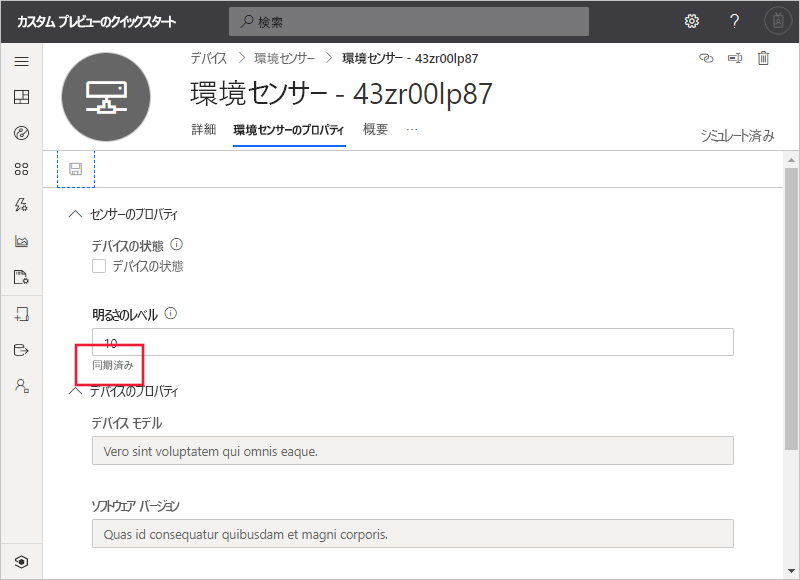 カスタム プレビューのクイックスタート
検索
?
デバイス > 環境センサー > 環境センサー - 43zr00lp87
環境センサー - 43zr00lp87
詳細 環境センサーのプロパティ 概要 ...
シミュレート済み
センサーのプロパティ
デバイスの状態
デバイスの状態
明るさのレベル
10
同期済み
デバイスのプロパティ
デバイス モデル
Vero sint voluptatem qui omnis eaque.
ソフトウェア バージョン
Quas id consequatur quibusdam et magni corporis.